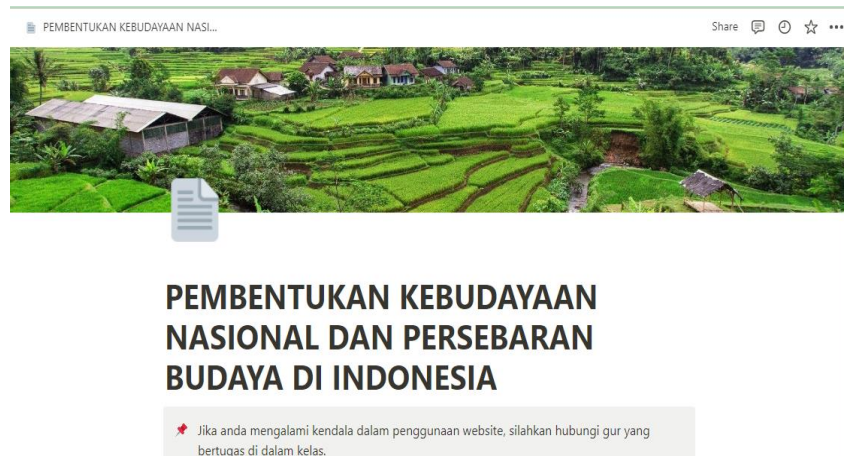 PEMBENTUKAN KEBUDAYAAN NASI...
Share
PEMBENTUKAN KEBUDAYAAN
NASIONAL DAN PERSEBARAN
BUDAYA DI INDONESIA
Jika anda mengalami kendala dalam penggunaan website, silahkan hubungi gur yang
bertugas di dalam kelas.